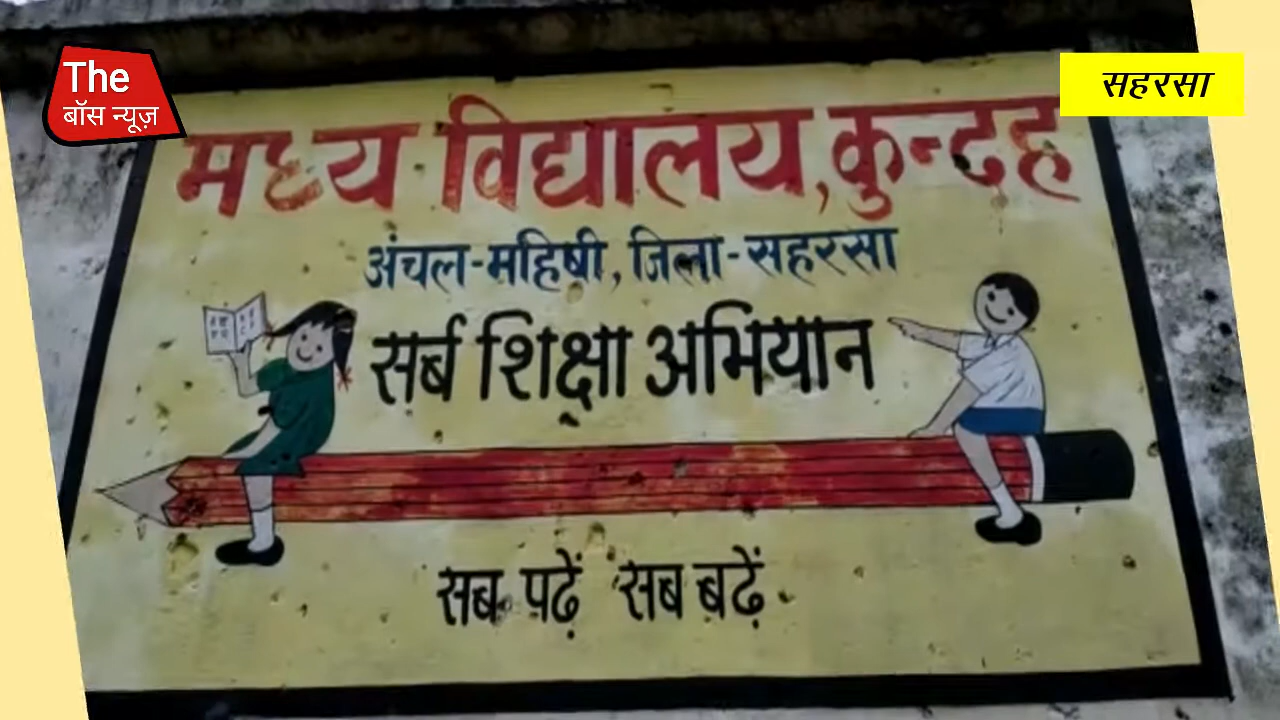 The
बॉस न्यूज़
सहरसा
मध्य विद्यालय, कुन्दह
अंचल-महिषी, जिला-सहरसा
सर्ब शिक्षा अभियान
सब पढ़ें सब बढ़ें